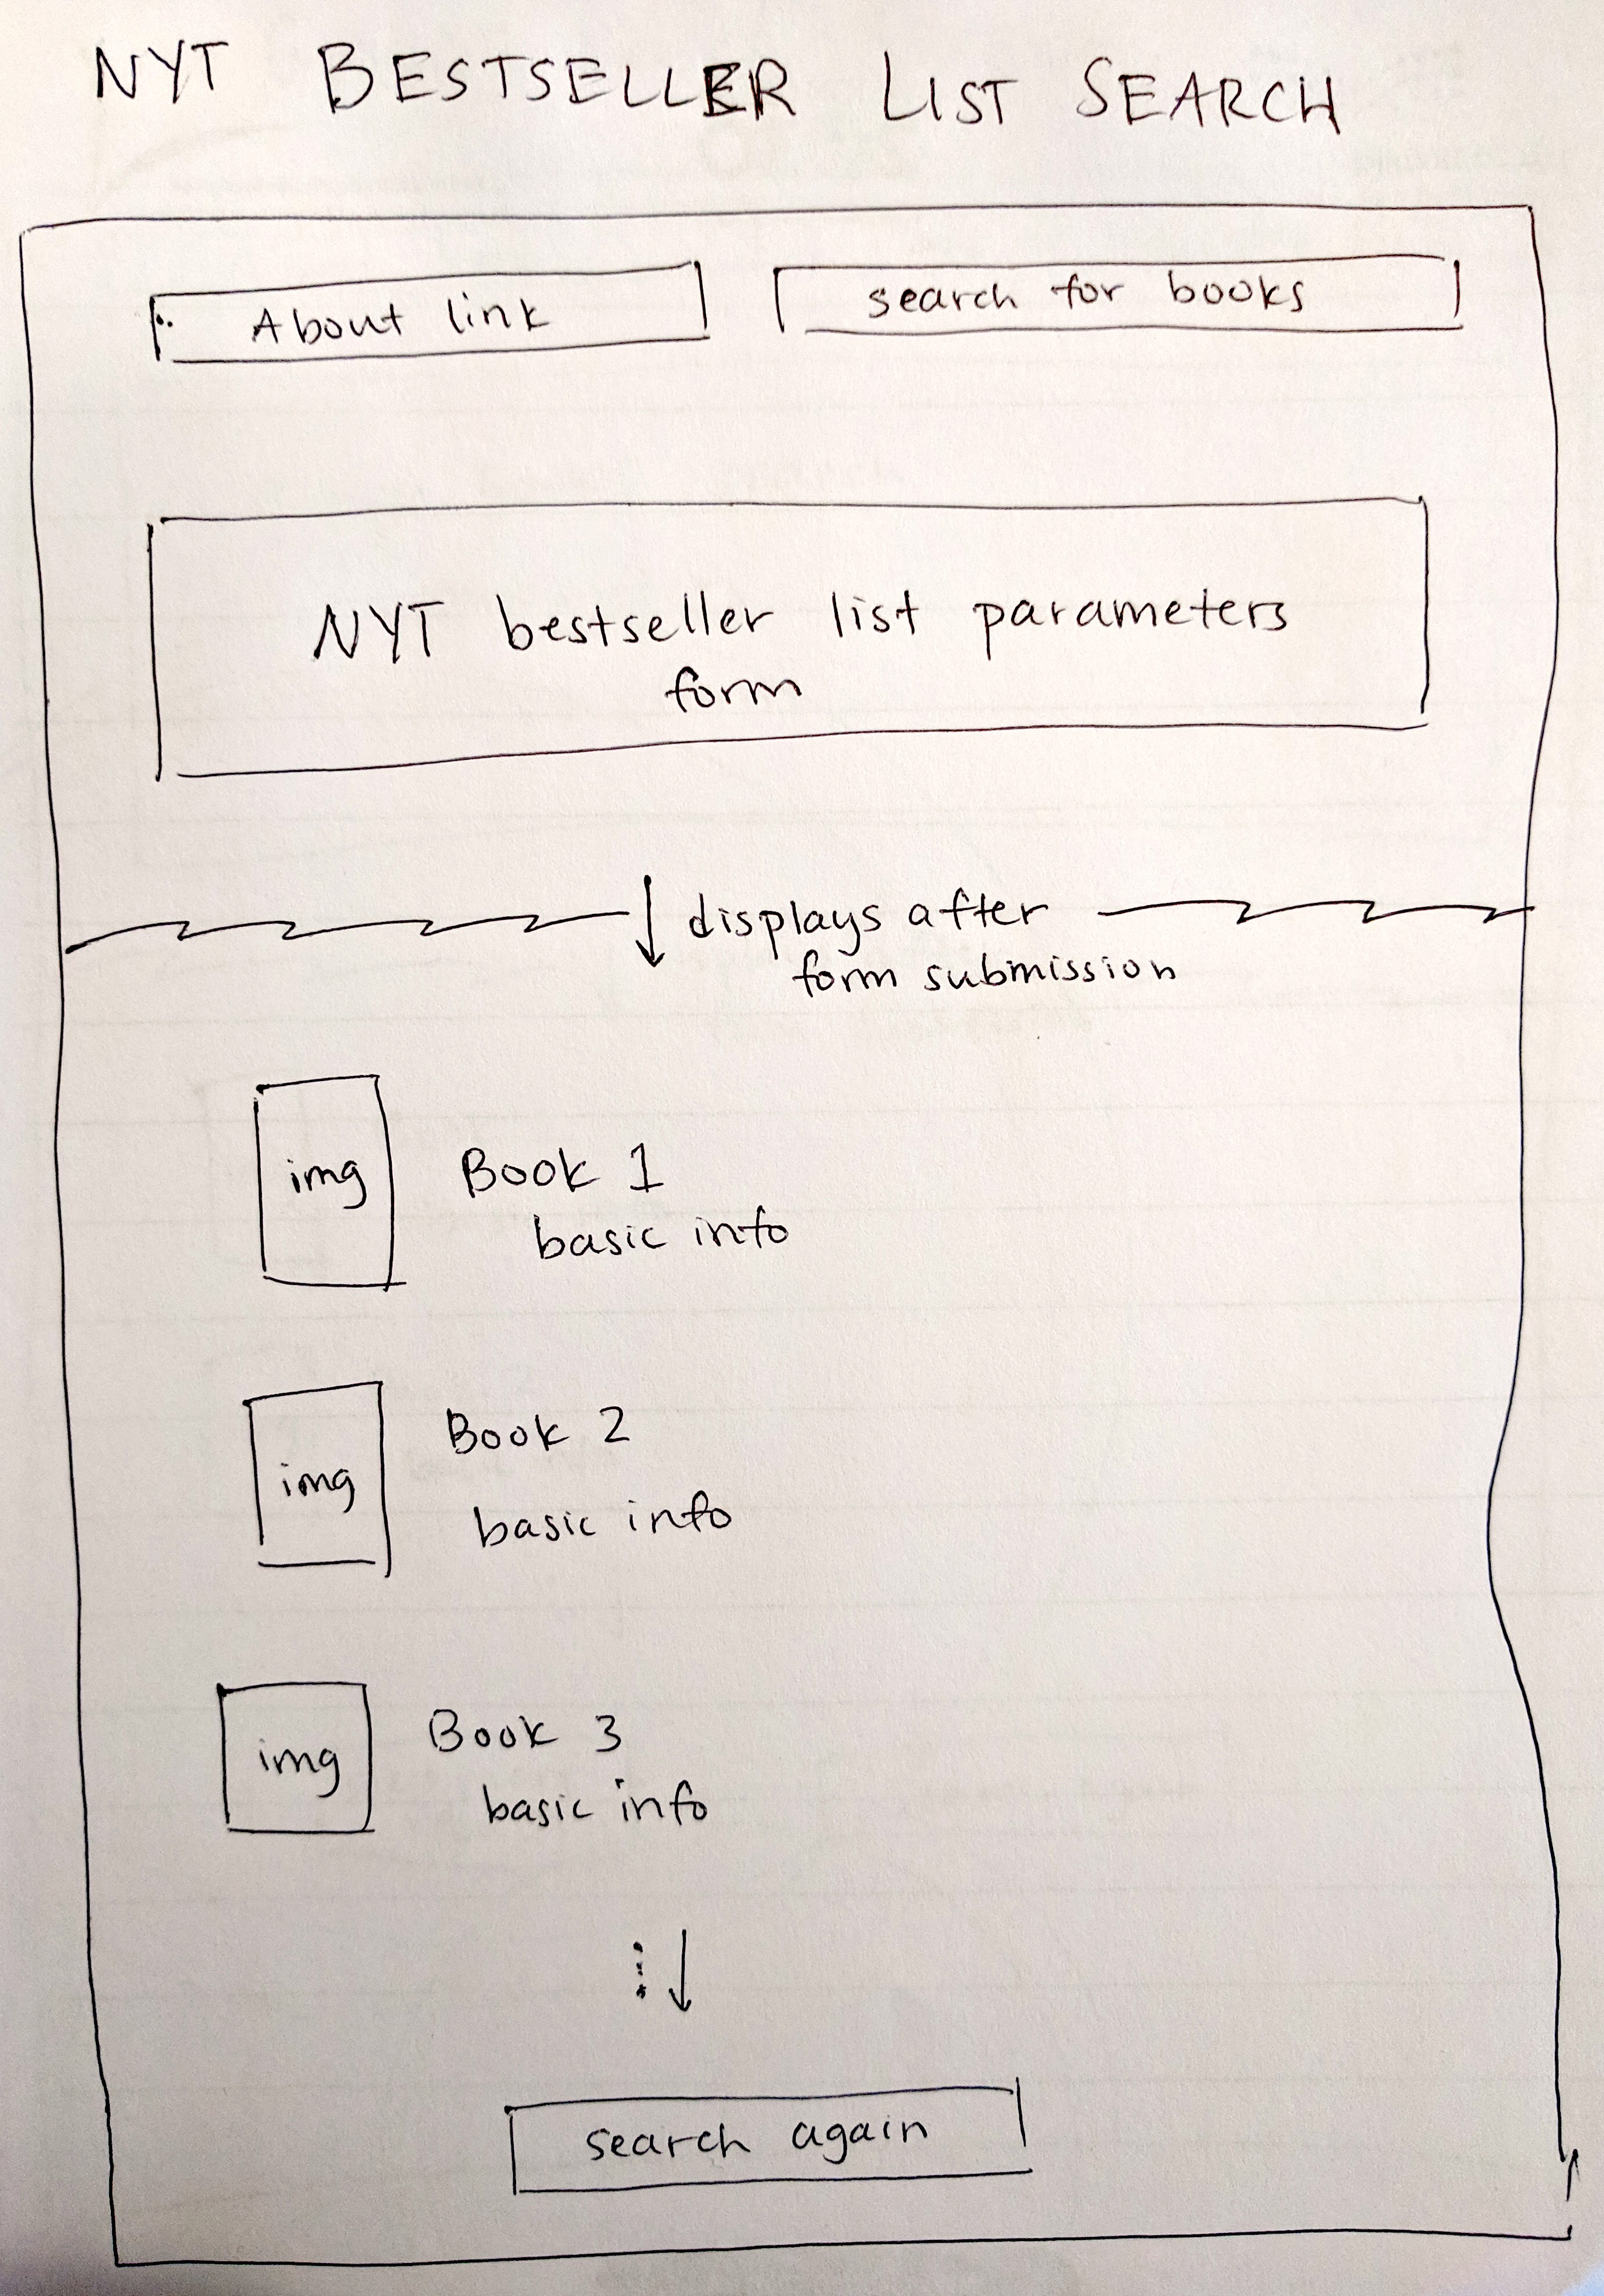 NYT BESTSELLER LIST SEARCH
About link
search for books
NYT bestseller list parameters
form
displays after
form submission
img
Book 1
basic info
img
Book 2
basic info
img
Book 3
basic info
search again